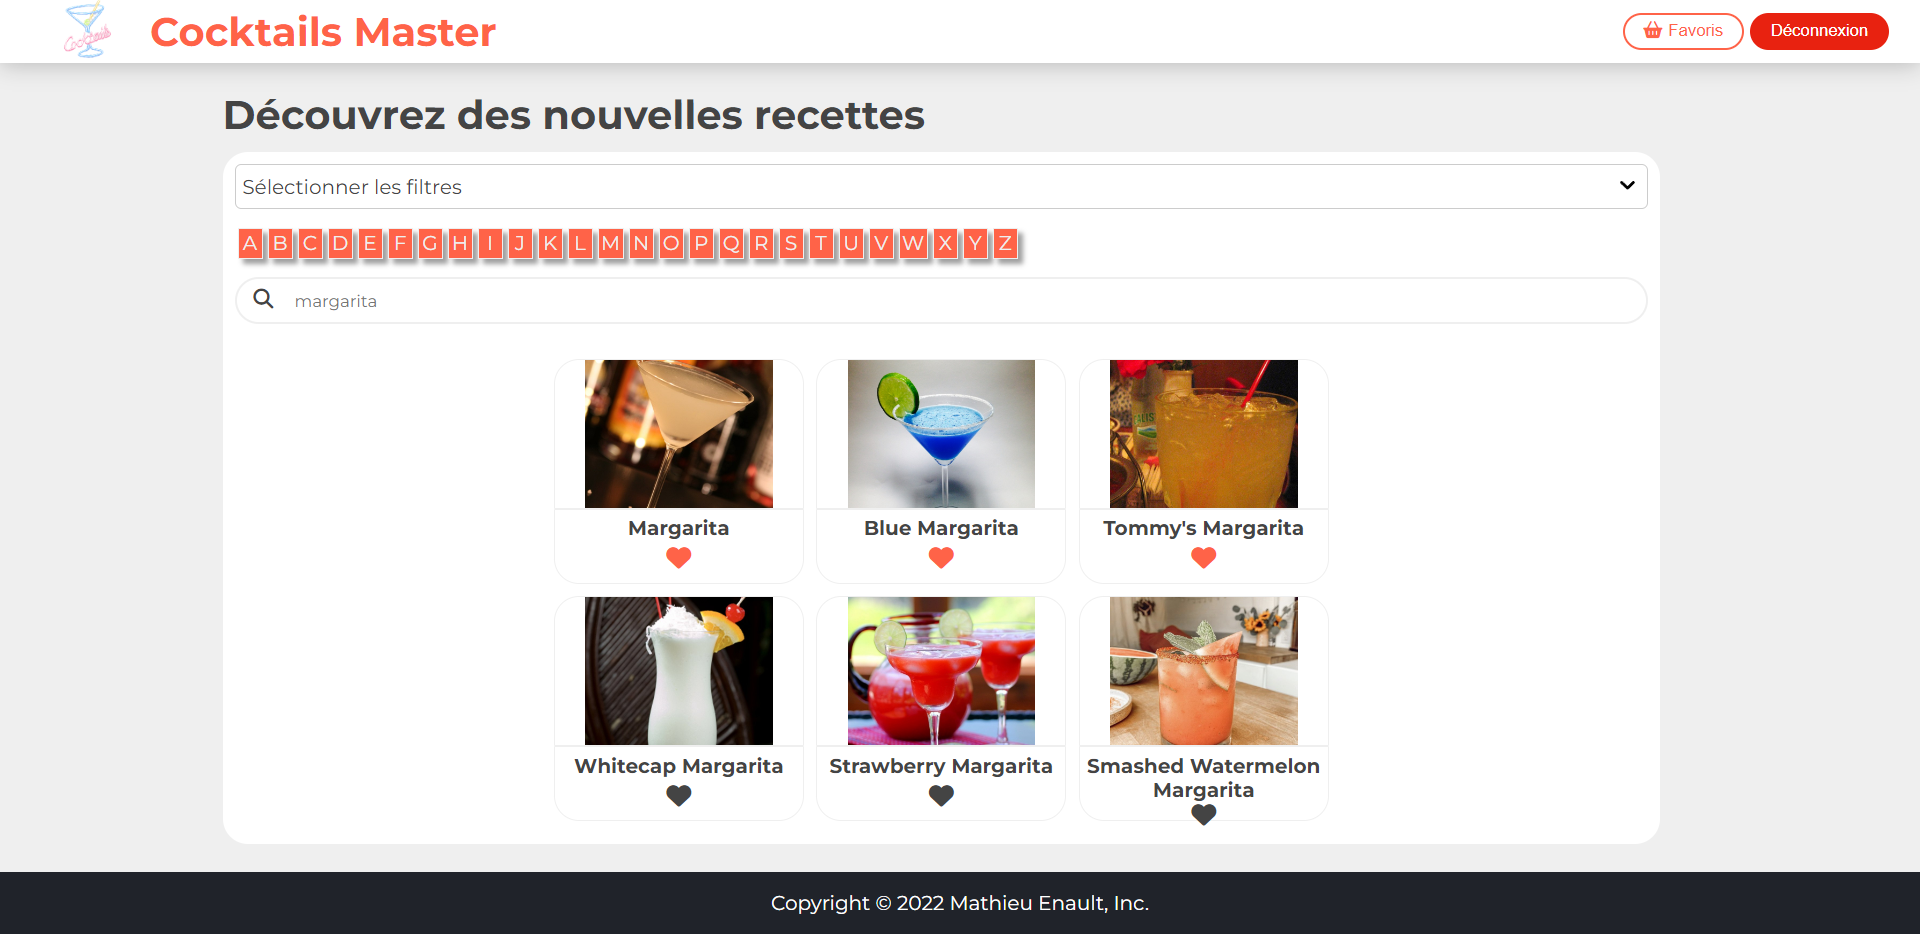 Cocktails
Cocktails Master
Favoris
Déconnexion
Découvrez des nouvelles recettes
Sélectionner les filtres
A B C D E F G H I J K L M N O P Q R S T U V W X Y Z
margarita
Margarita
Blue Margarita
Tommy's Margarita
Whitecap Margarita
Strawberry Margarita
Smashed Watermelon
Margarita
Copyright © 2022 Mathieu Enault, Inc.